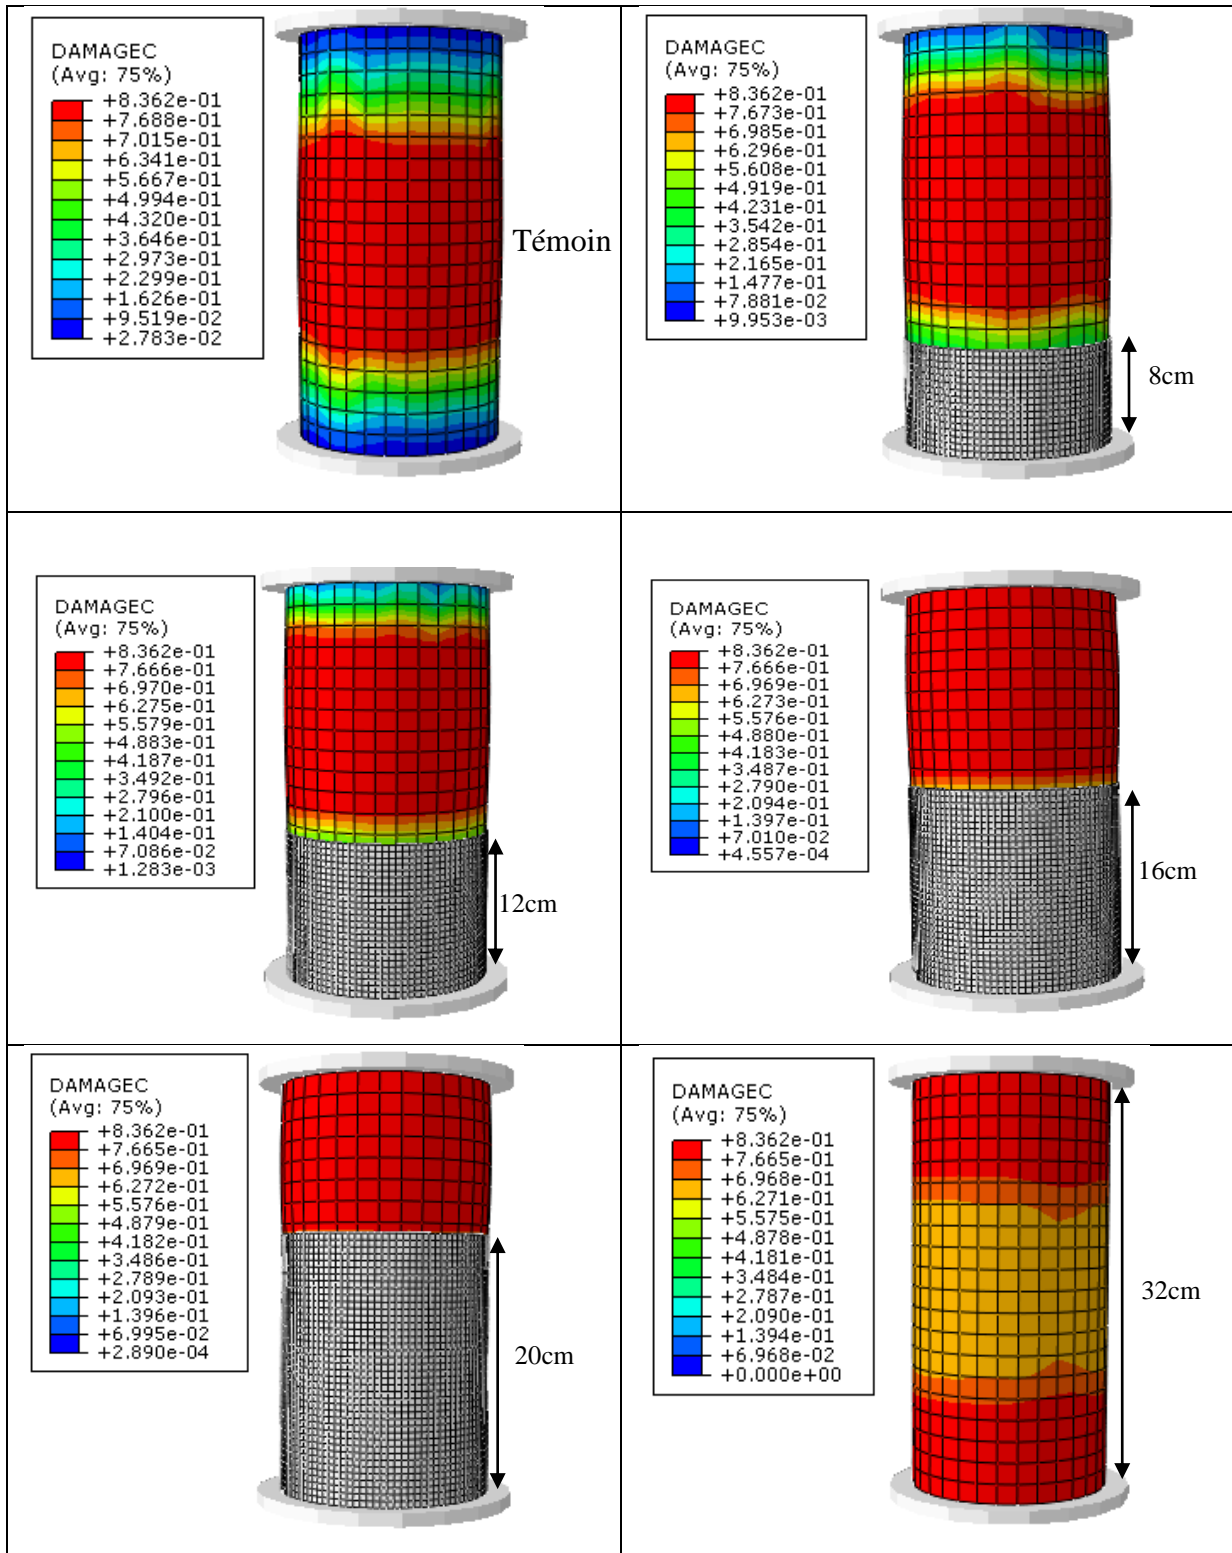 DAMAGEC
(Avg: 75%)
+8.362e-01
+7.688e-01
+7.015e-01
+6.341e-01
+5.667e-01
+4.994e-01
+4.320e-01
+3.646e-01
+2.973e-01
+2.299e-01
+1.626e-01
+9.519e-02
+2.783e-02
Témoin
DAMAGEC
(Avg: 75%)
+8.362e-01
+7.673e-01
+6.985e-01
+6.296e-01
+5.608e-01
+4.919e-01
+4.231e-01
+3.542e-01
+2.854e-01
+2.165e-01
+1.477e-01
+7.881e-02
+9.953e-03
8cm
DAMAGEC
(Avg: 75%)
+8.362e-01
+7.666e-01
+6.970e-01
+6.275e-01
+5.579e-01
+4.883e-01
+4.187e-01
+3.492e-01
+2.796e-01
+2.100e-01
+1.404e-01
+7.086e-02
+1.283e-03
12cm
DAMAGEC
(Avg: 75%)
+8.362e-01
+7.666e-01
+6.969e-01
+6.273e-01
+5.576e-01
+4.880e-01
+4.183e-01
+3.487e-01
+2.790e-01
+2.094e-01
+1.397e-01
+7.010e-02
+4.557e-04
16cm
DAMAGEC
(Avg: 75%)
+8.362e-01
+7.665e-01
+6.969e-01
+6.272e-01
+5.576e-01
+4.879e-01
+4.182e-01
+3.486e-01
+2.789e-01
+2.093e-01
+1.396e-01
+6.995e-02
+2.890e-04
20cm
DAMAGEC
(Avg: 75%)
+8.362e-01
+7.665e-01
+6.968e-01
+6.271e-01
+5.575e-01
+4.878e-01
+4.181e-01
+3.484e-01
+2.787e-01
+2.090e-01
+1.394e-01
+6.968e-02
+0.000e+00
32cm